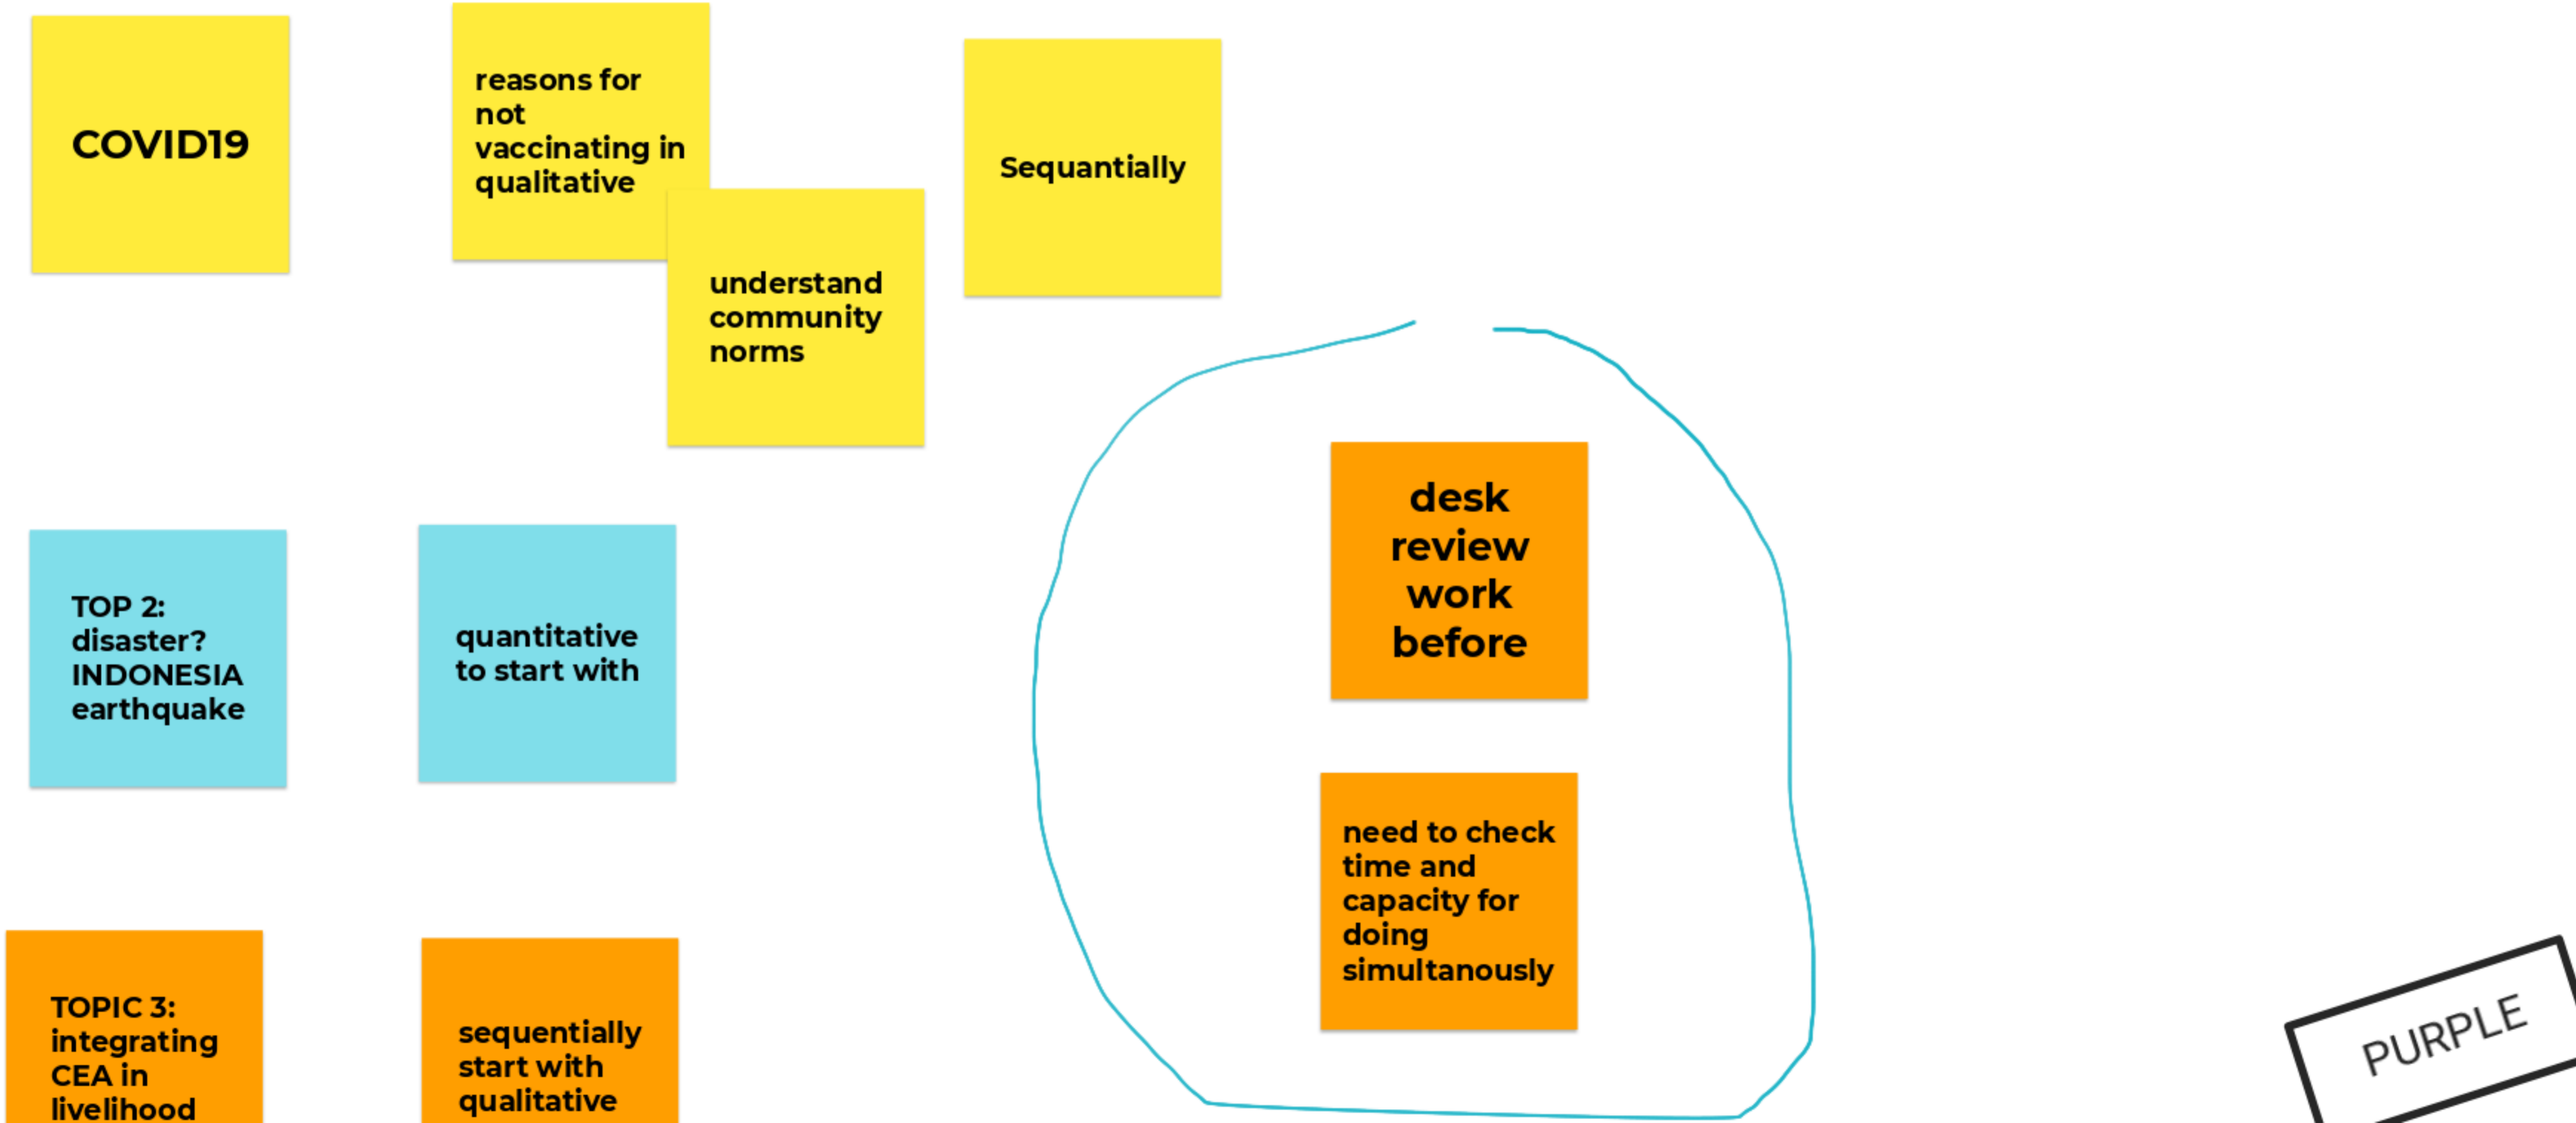 COVID19
reasons for
not
vaccinating in
qualitative
understand
community
norms
Sequantially
TOP 2:
disaster?
INDONESIA
earthquake
quantitative
to start with
desk
review
work
before
need to check
time and
capacity for
doing
simultanously
TOPIC 3:
integrating
CEA in
livelihood
sequentially
start with
qualitative
PURPLE